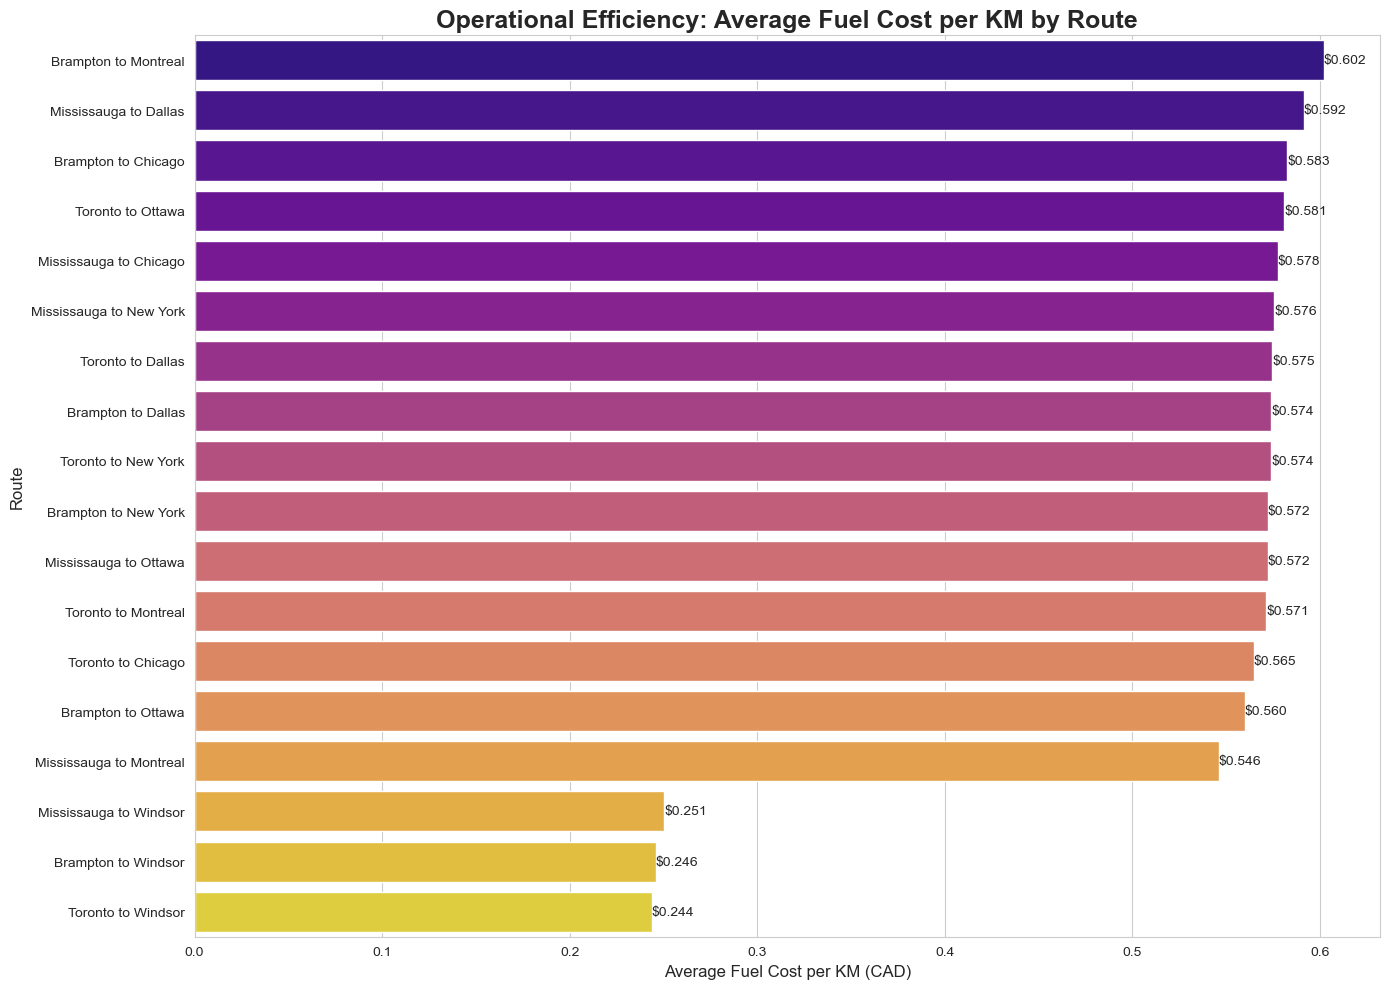 Operational Efficiency: Average Fuel Cost per KM by Route
Brampton to Montreal $0.602
Mississauga to Dallas $0.592
Brampton to Chicago $0.583
Toronto to Ottawa $0.581
Mississauga to Chicago $0.578
Mississauga to New York $0.576
Toronto to Dallas $0.575
Brampton to Dallas $0.574
Toronto to New York $0.574
Brampton to New York $0.572
Mississauga to Ottawa $0.572
Toronto to Montreal $0.571
Toronto to Chicago $0.565
Brampton to Ottawa $0.560
Mississauga to Montreal $0.546
Mississauga to Windsor $0.251
Brampton to Windsor $0.246
Toronto to Windsor $0.244
Route
0.0 0.1 0.2 0.3 0.4 0.5 0.6
Average Fuel Cost per KM (CAD)